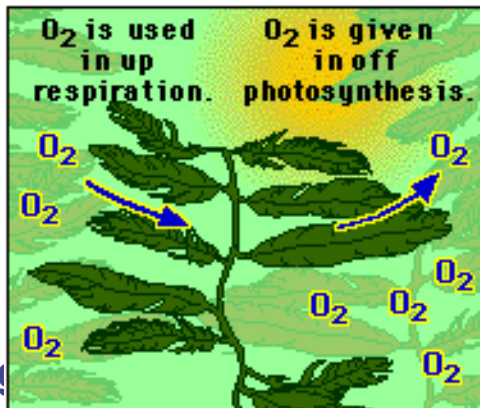 O₂ is used
in up
respiration.
O₂ is given
in off
photosynthesis.
O₂
O₂
O₂
O₂
O₂
O₂
O₂
O₂